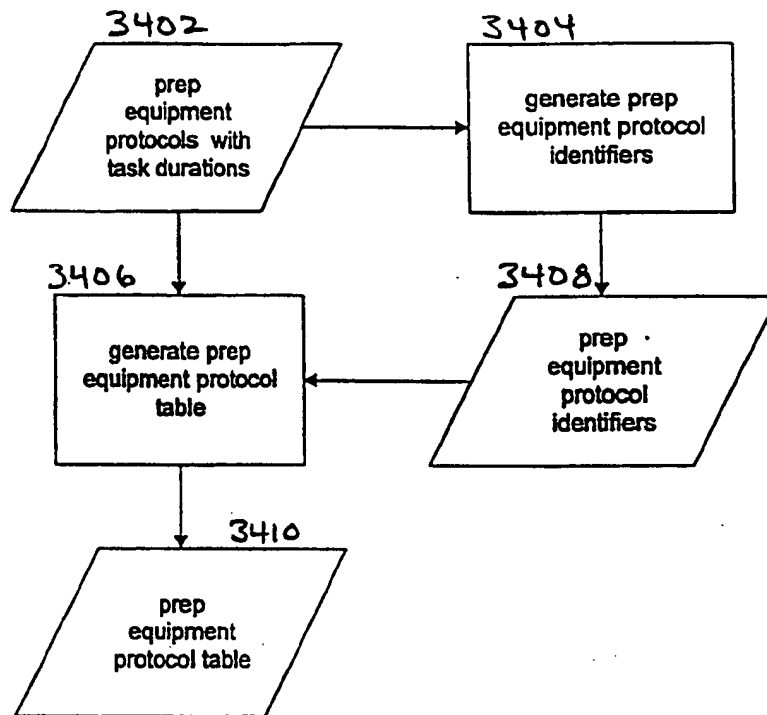 3402
prep
equipment
protocols with
task durations
3404
generate prep
equipment protocol
identifiers
3406
generate prep
equipment protocol
table
3408
prep
equipment
protocol
identifiers
3410
prep
equipment
protocol table